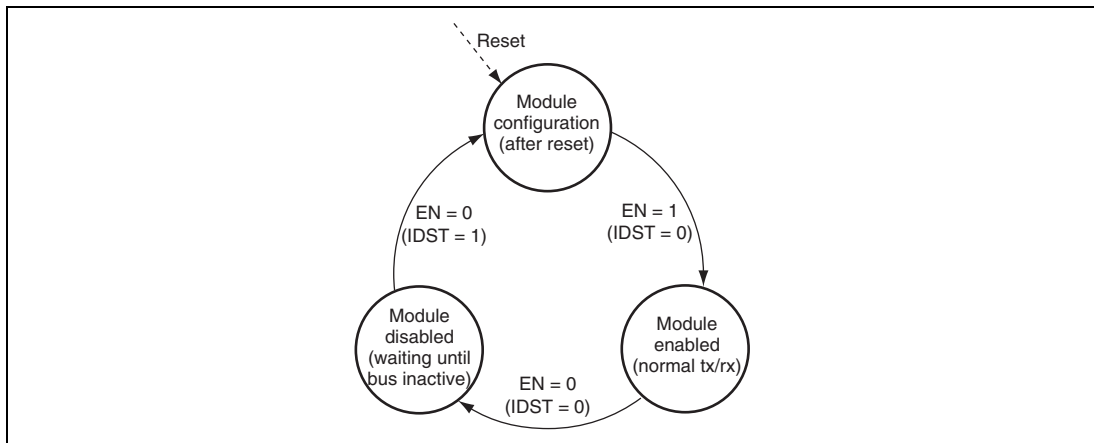 Reset
Module
configuration
(after reset)
EN = 0
(IDST = 1)
EN = 1
(IDST = 0)
Module
disabled
(waiting until
bus inactive)
Module
enabled
(normal tx/rx)
EN = 0
(IDST = 0)